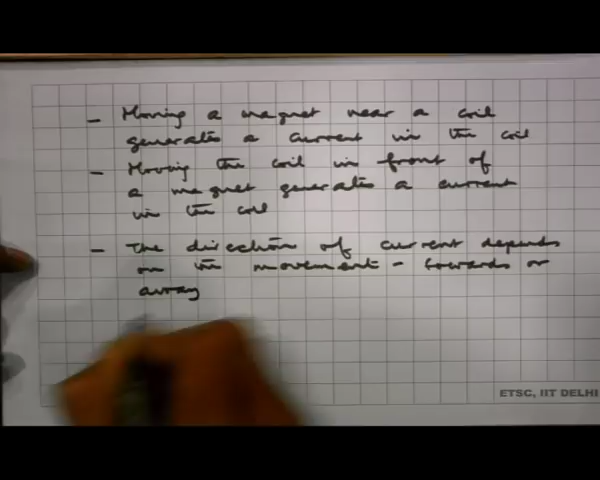 - Moving a magnet near a coil
generates a current in the coil
- Moving the coil in front of
a magnet generates a current
in the coil
- The direction of current depends
on the movement - towards or
away
ETSC, IIT DELHI